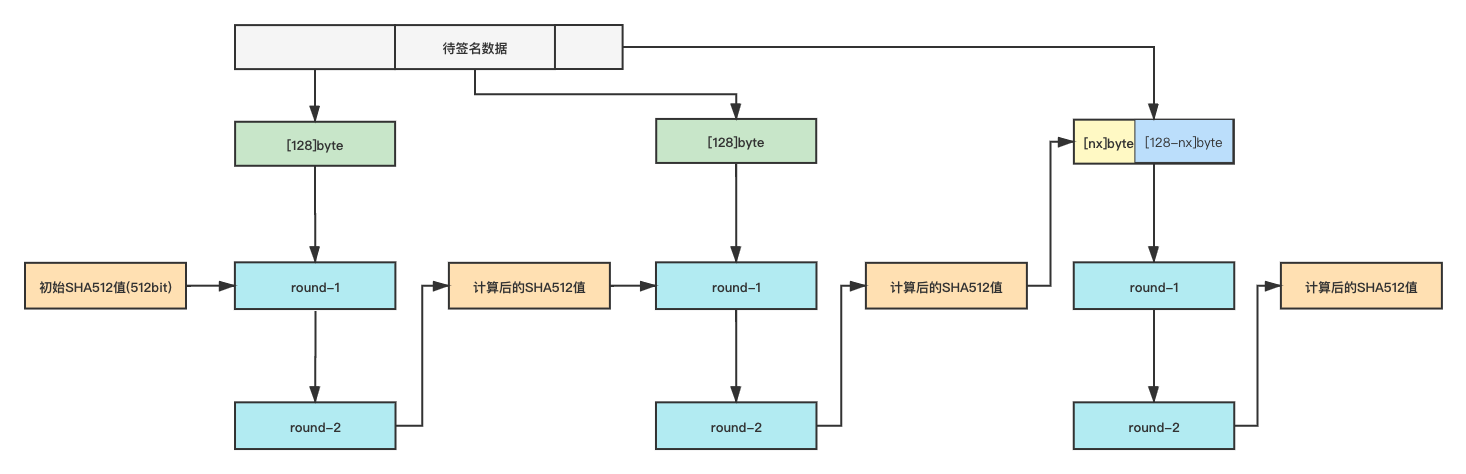 待签名数据
[128]byte
[128]byte
[nx]byte
[128-nx]byte
初始SHA512值(512bit)
round-1
计算后的SHA512值
round-1
计算后的SHA512值
round-1
计算后的SHA512值
round-2
round-2
round-2